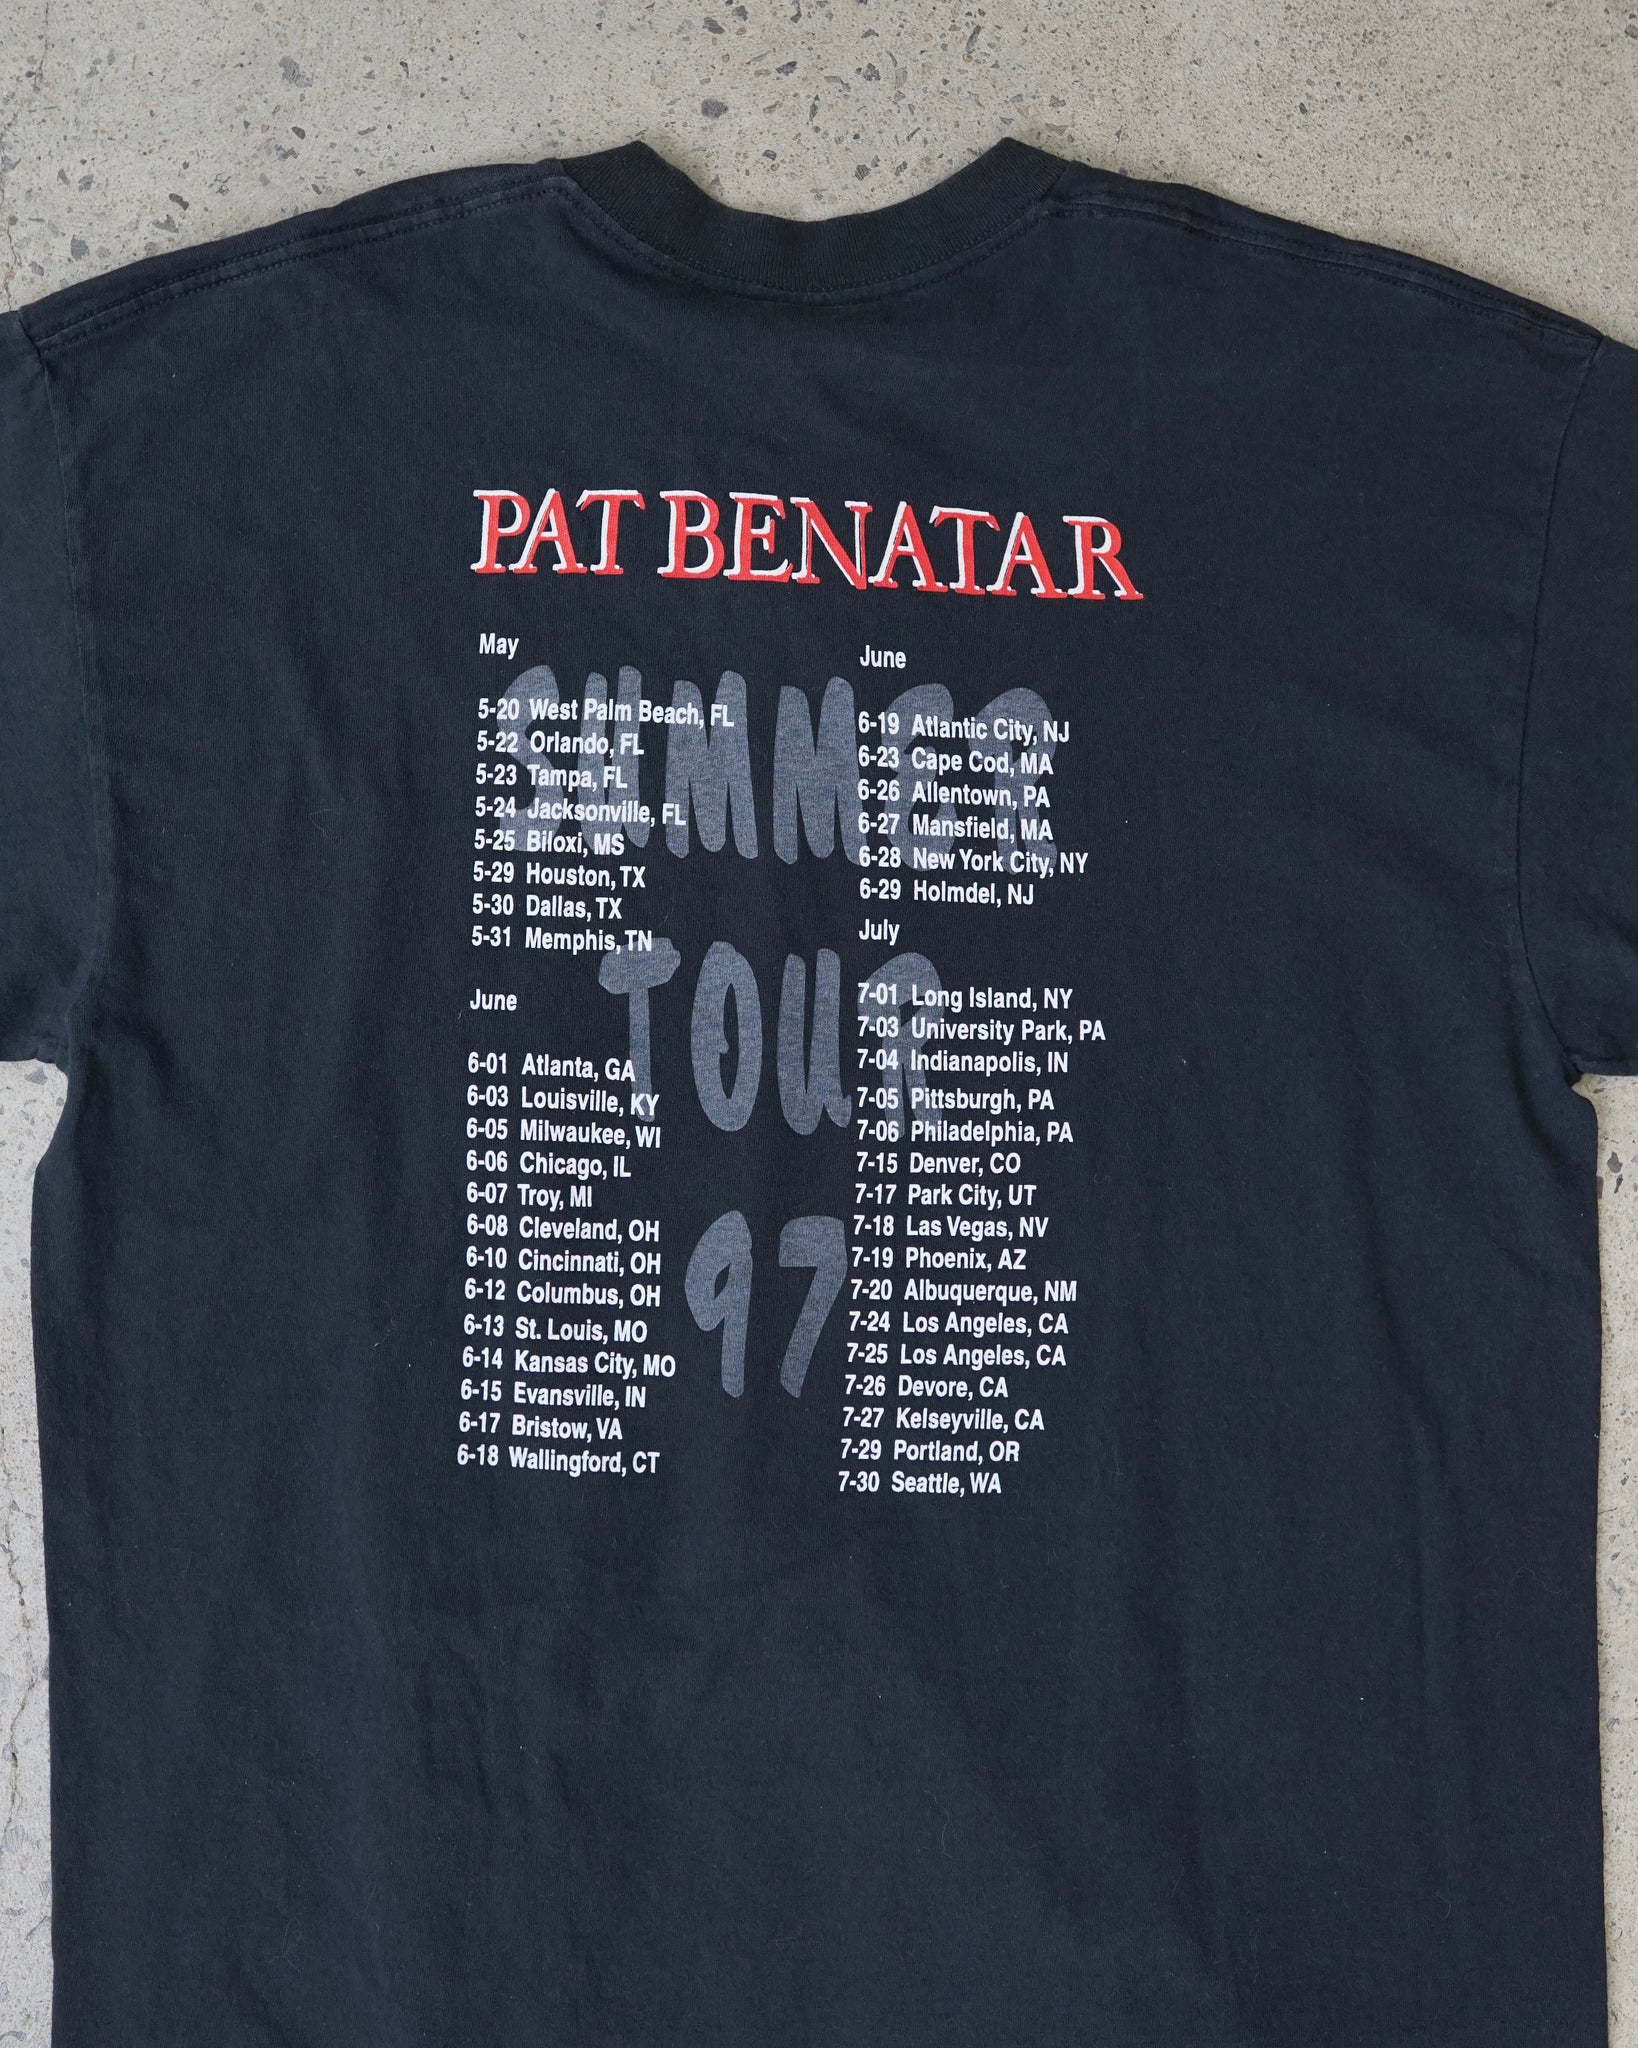 PAT BENATAR
SUMMER
TOUR
97
May
5-20 West Palm Beach, FL
5-22 Orlando, FL
5-23 Tampa, FL
5-24 Jacksonville, FL
5-25 Biloxi, MS
5-29 Houston, TX
5-30 Dallas, TX
5-31 Memphis, TN
June
6-01 Atlanta, GA
6-03 Louisville, KY
6-05 Milwaukee, WI
6-06 Chicago, IL
6-07 Troy, MI
6-08 Cleveland, OH
6-10 Cincinnati, OH
6-12 Columbus, OH
6-13 St. Louis, MO
6-14 Kansas City, MO
6-15 Evansville, IN
6-17 Bristow, VA
6-18 Wallingford, CT
June
6-19 Atlantic City, NJ
6-23 Cape Cod, MA
6-26 Allentown, PA
6-27 Mansfield, MA
6-28 New York City, NY
6-29 Holmdel, NJ
July
7-01 Long Island, NY
7-03 University Park, PA
7-04 Indianapolis, IN
7-05 Pittsburgh, PA
7-06 Philadelphia, PA
7-15 Denver, CO
7-17 Park City, UT
7-18 Las Vegas, NV
7-19 Phoenix, AZ
7-20 Albuquerque, NM
7-24 Los Angeles, CA
7-25 Los Angeles, CA
7-26 Devore, CA
7-27 Kelseyville, CA
7-29 Portland, OR
7-30 Seattle, WA